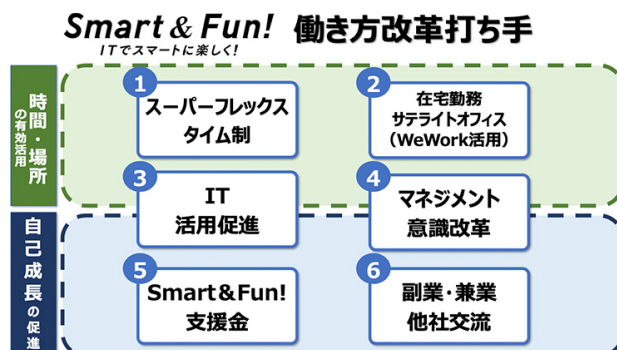 Smart & Fun! 働き方改革打ち手
ITでスマートに楽しく!
時間・場所
の有効活用
1
スーパーフレックス
タイム制
2
在宅勤務
サテライトオフィス
(WeWork活用)
3
IT
活用促進
4
マネジメント
意識改革
自己成長の促進
5
Smart&Fun!
支援金
6
副業・兼業
他社交流